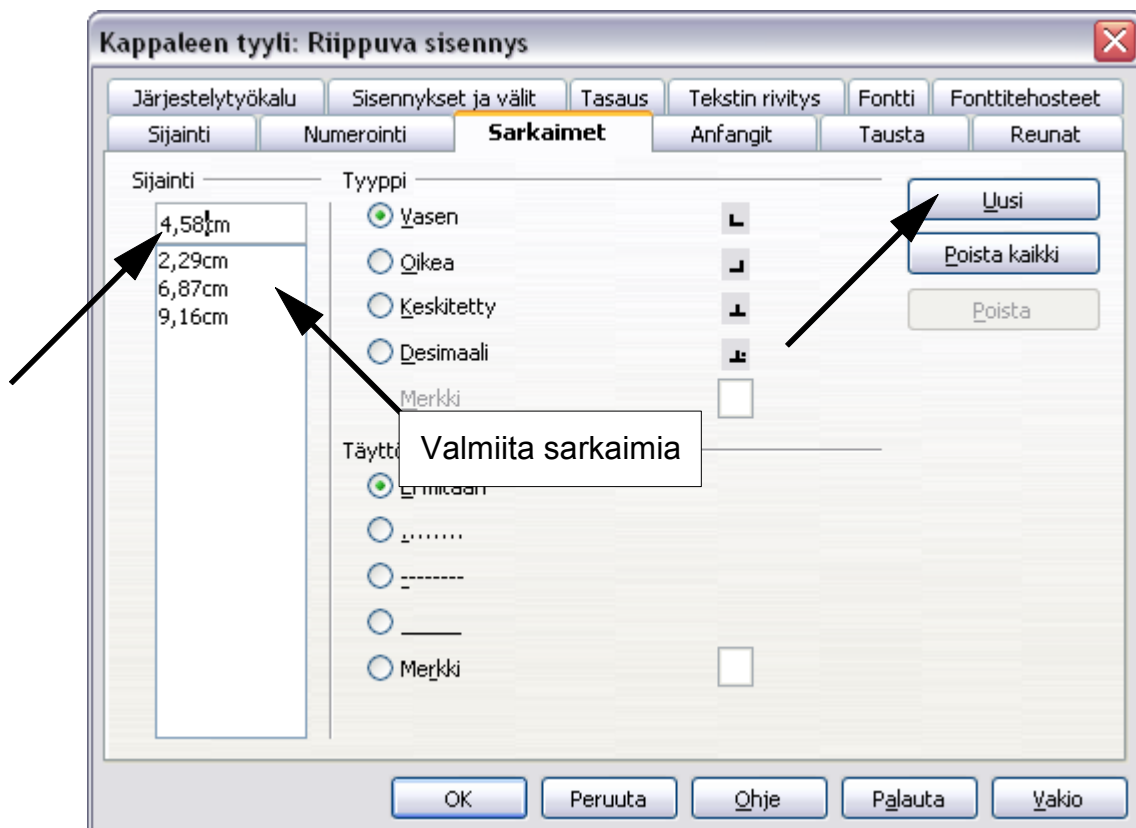 Kappaleen tyyli: Riippuva sisennys
Järjestelytyökalu Sisennykset ja välit Tasaus Tekstin rivitys Fontti Fonttitehosteet
Sijainti Numerointi Sarkaimet Anfangit Tausta Reunat
Sijainti
4,58cm
2,29cm
6,87cm
9,16cm
Tyyppi
Vasen
Oikea
Keskitetty
Desimaali
Merkki
Valmiita sarkaimia
Merkki
Uusi
Poista kaikki
Poista
OK Peruuta Ohje Palauta Vakio